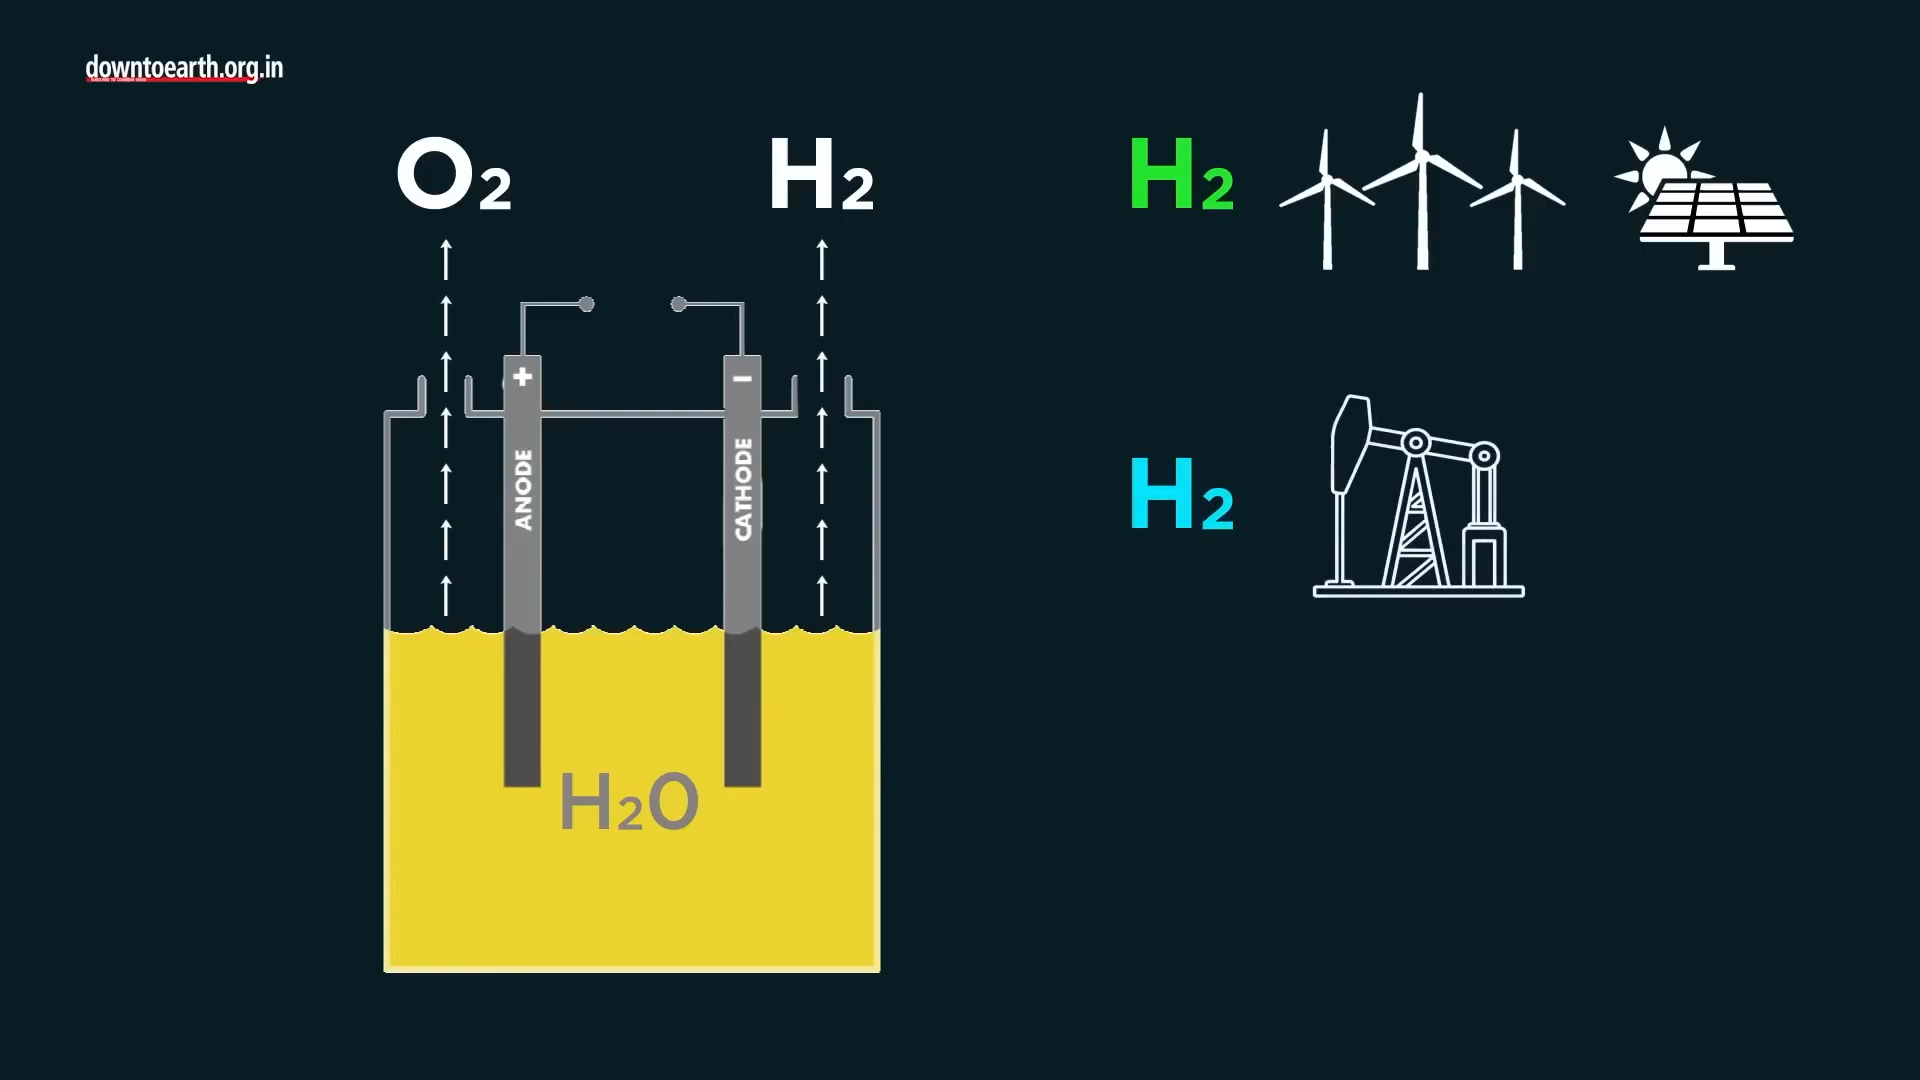 downtoearth.org.in
O₂
H₂
H₂
+
−
ANODE
CATHODE
H₂
H₂O